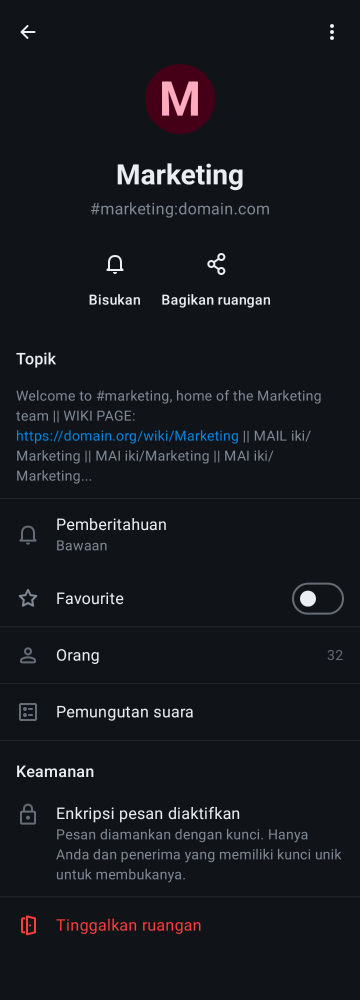 M
Marketing
#marketing:domain.com
Bisukan
Bagikan ruangan
Topik
Welcome to #marketing, home of the Marketing
team || WIKI PAGE:
https://domain.org/wiki/Marketing || MAIL iki/
Marketing || MAI iki/Marketing || MAI iki/
Marketing...
Pemberitahuan
Bawaan
Favourite
Orang 32
Pemungutan suara
Keamanan
Enkripsi pesan diaktifkan
Pesan diamankan dengan kunci. Hanya
Anda dan penerima yang memiliki kunci unik
untuk membukanya.
Tinggalkan ruangan